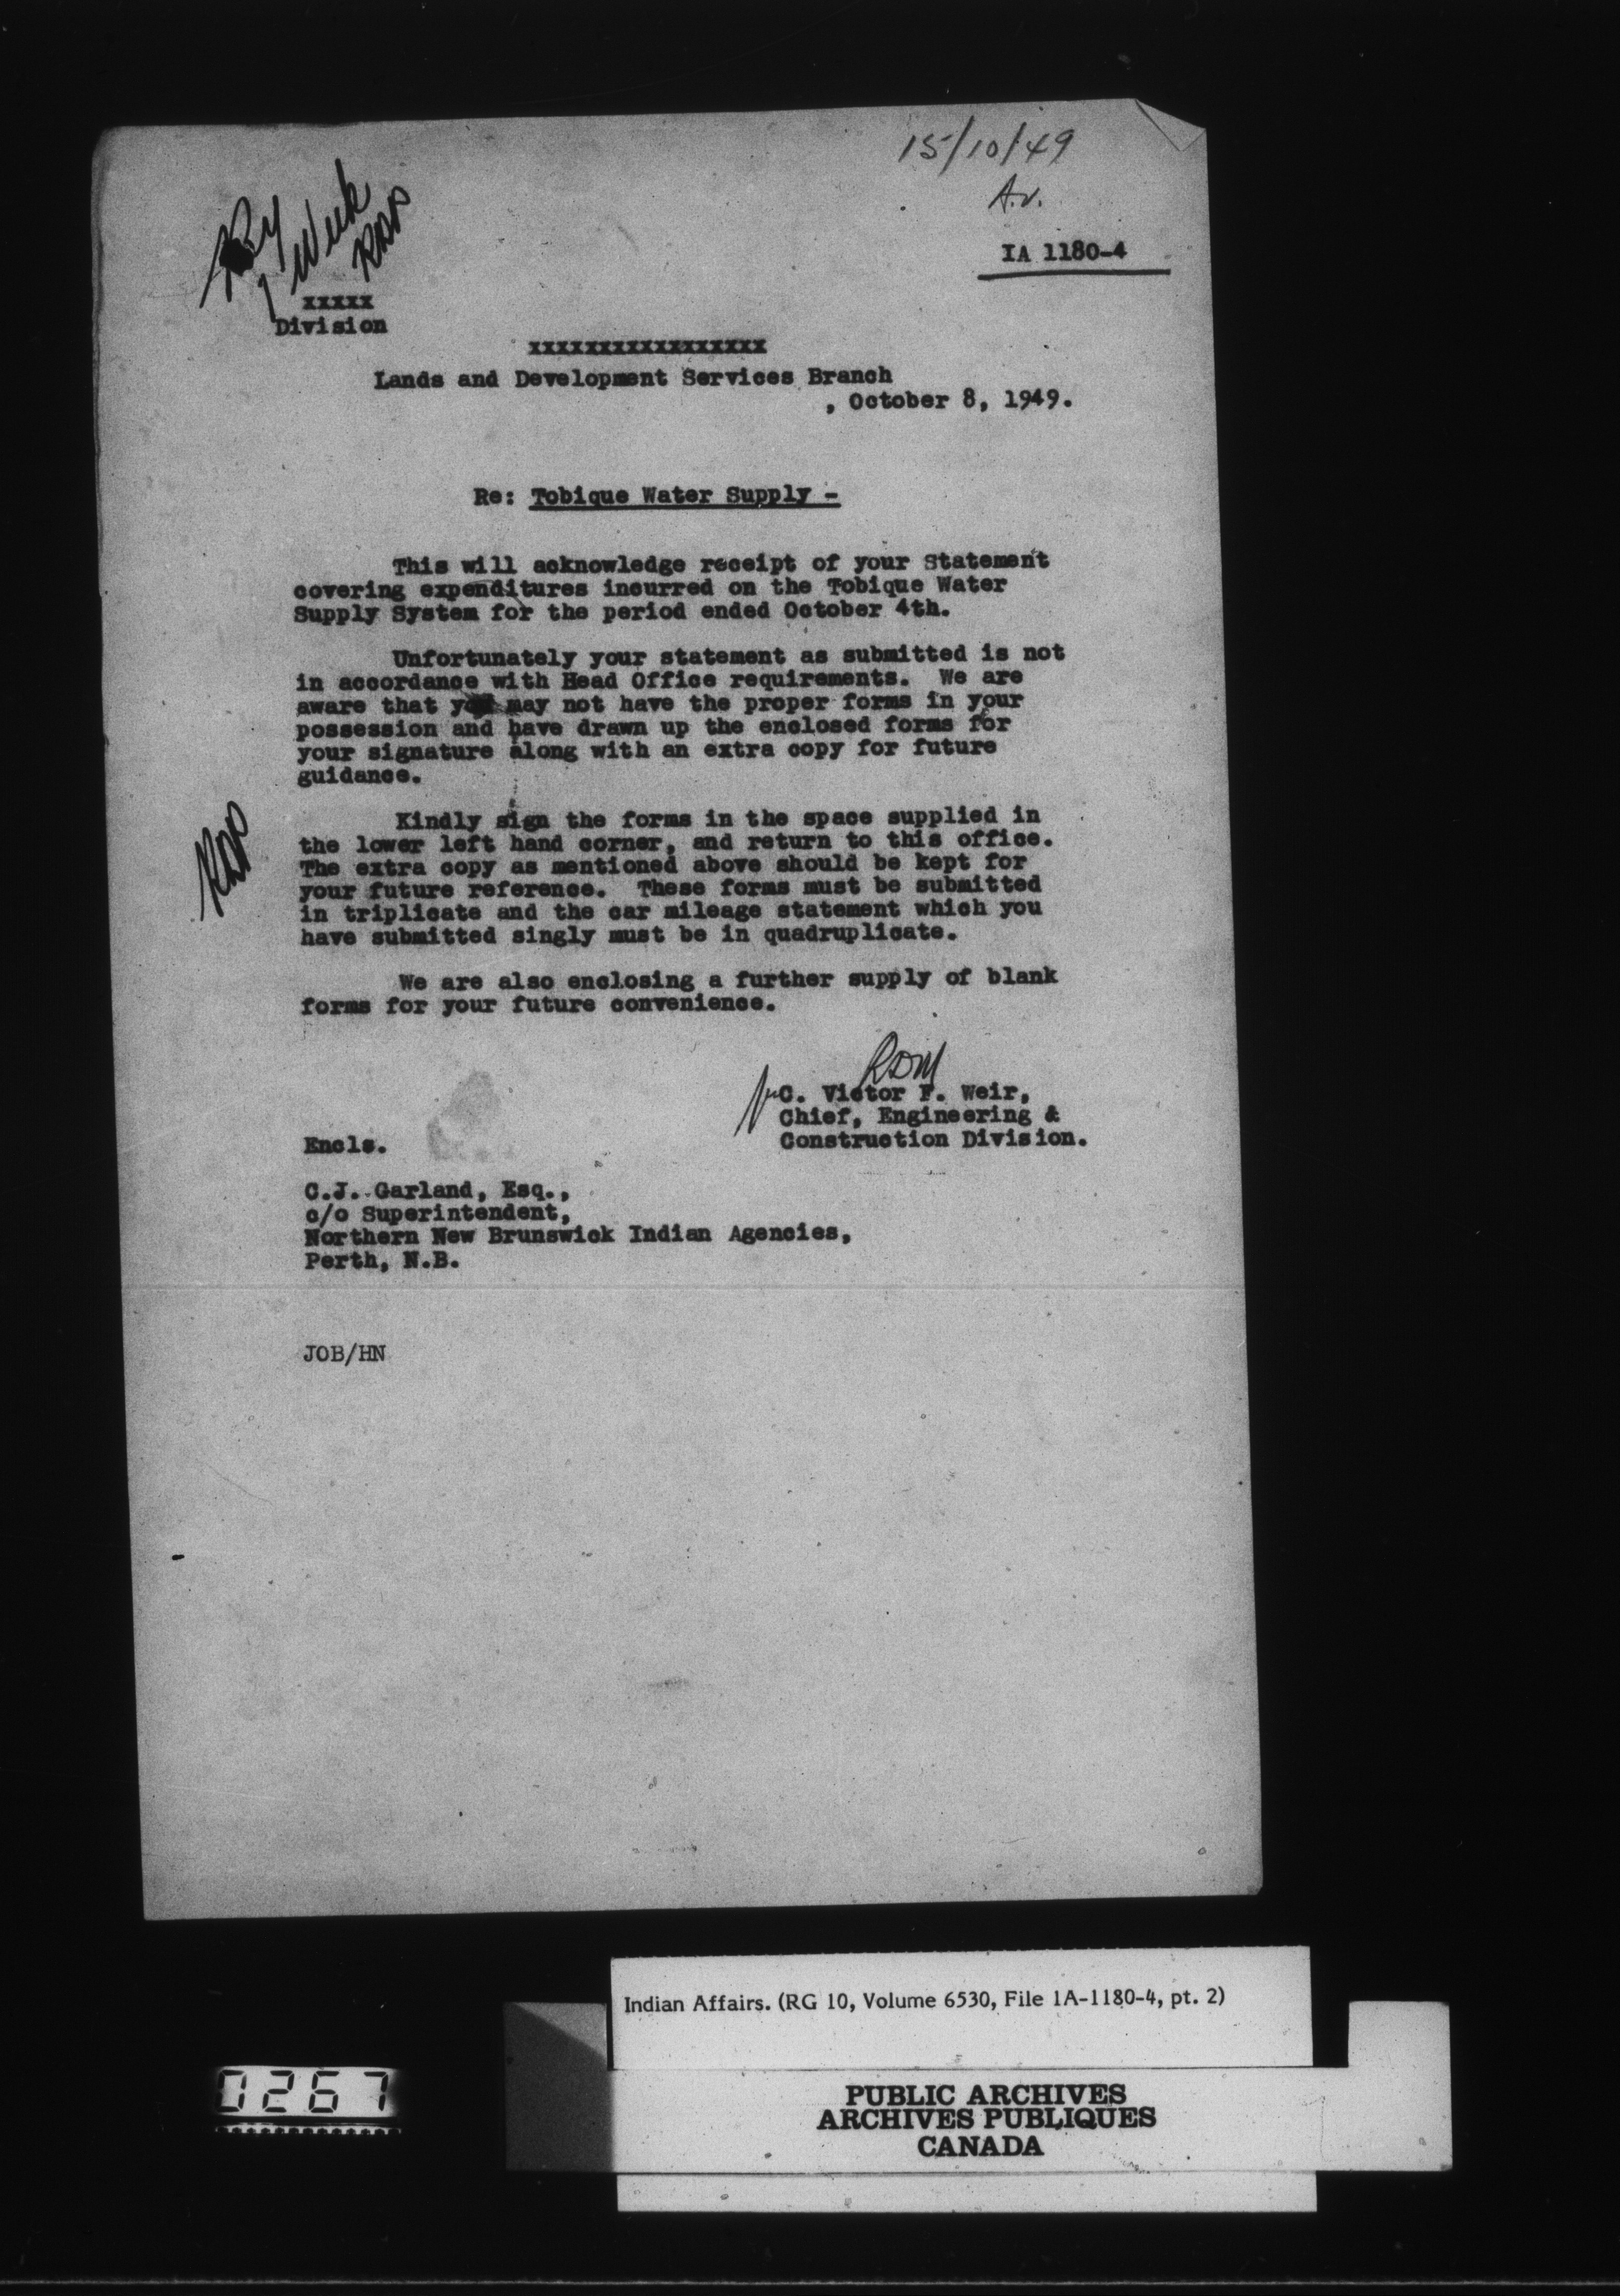 15/10/49
A.V.
IA 1180-4
1 Week
xxxxx
Division
xxxxxxxxxxxxxxxxx
Lands and Development Services Branch
, October 8, 1949.
Re: Tobique Water Supply -
This will acknowledge receipt of your Statement
covering expenditures incurred on the Tobique Water
Supply System for the period ended October 4th.
Unfortunately your statement as submitted is not
in accordance with Head Office requirements. We are
aware that you may not have the proper forms in your
possession and have drawn up the enclosed forms for
your signature along with an extra copy for future
guidance.
Kindly sign the forms in the space supplied in
the lower left hand corner, and return to this office.
The extra copy as mentioned above should be kept for
your future reference. These forms must be submitted
in triplicate and the car mileage statement which you
have submitted singly must be in quadruplicate.
We are also enclosing a further supply of blank
forms for your future convenience.
RDM
C. Victor F. Weir,
Chief, Engineering &
Construction Division.
Encls.
C.J. Garland, Esq.,
c/o Superintendent,
Northern New Brunswick Indian Agencies,
Perth, N.B.
JOB/HN
Indian Affairs. (RG 10, Volume 6530, File 1A-1180-4, pt. 2)
0267
PUBLIC ARCHIVES
ARCHIVES PUBLIQUES
CANADA